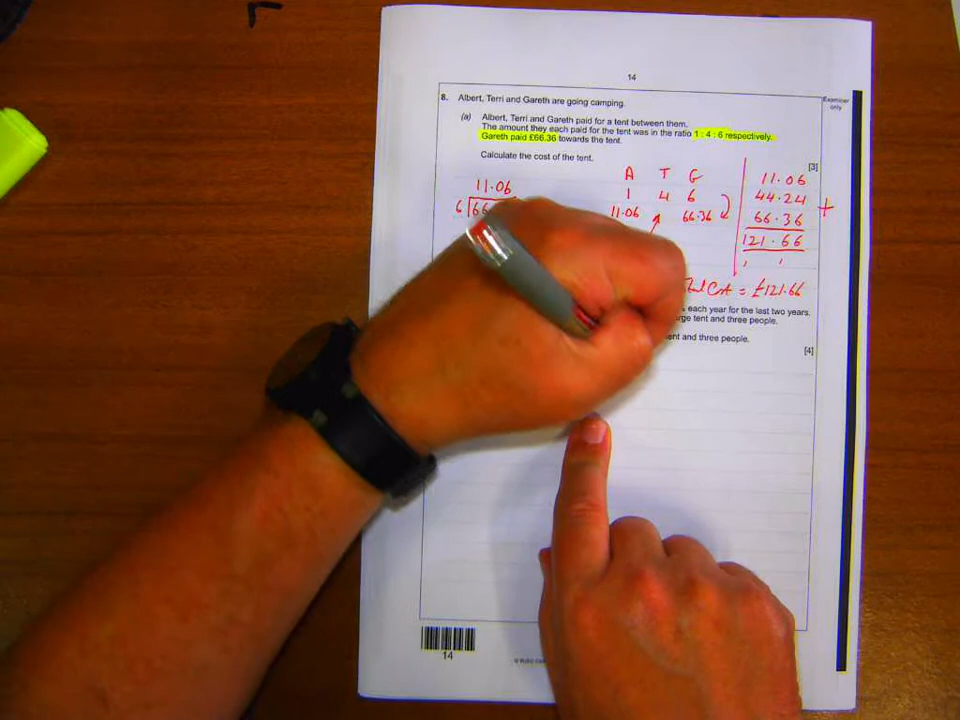 14
Examiner
only
8. Albert, Terri and Gareth are going camping.
(a) Albert, Terri and Gareth paid for a tent between them.
The amount they each paid for the tent was in the ratio 1 : 4 : 6 respectively.
Gareth paid £66.36 towards the tent.
Calculate the cost of the tent.
[3]
11.06
6 66
A T G
1 4 6
11.06 66.36
11.06
44.24 +
66.36
121.66
= £121.66
each year for the last two years.
tent and three people.
and three people.
[4]
14